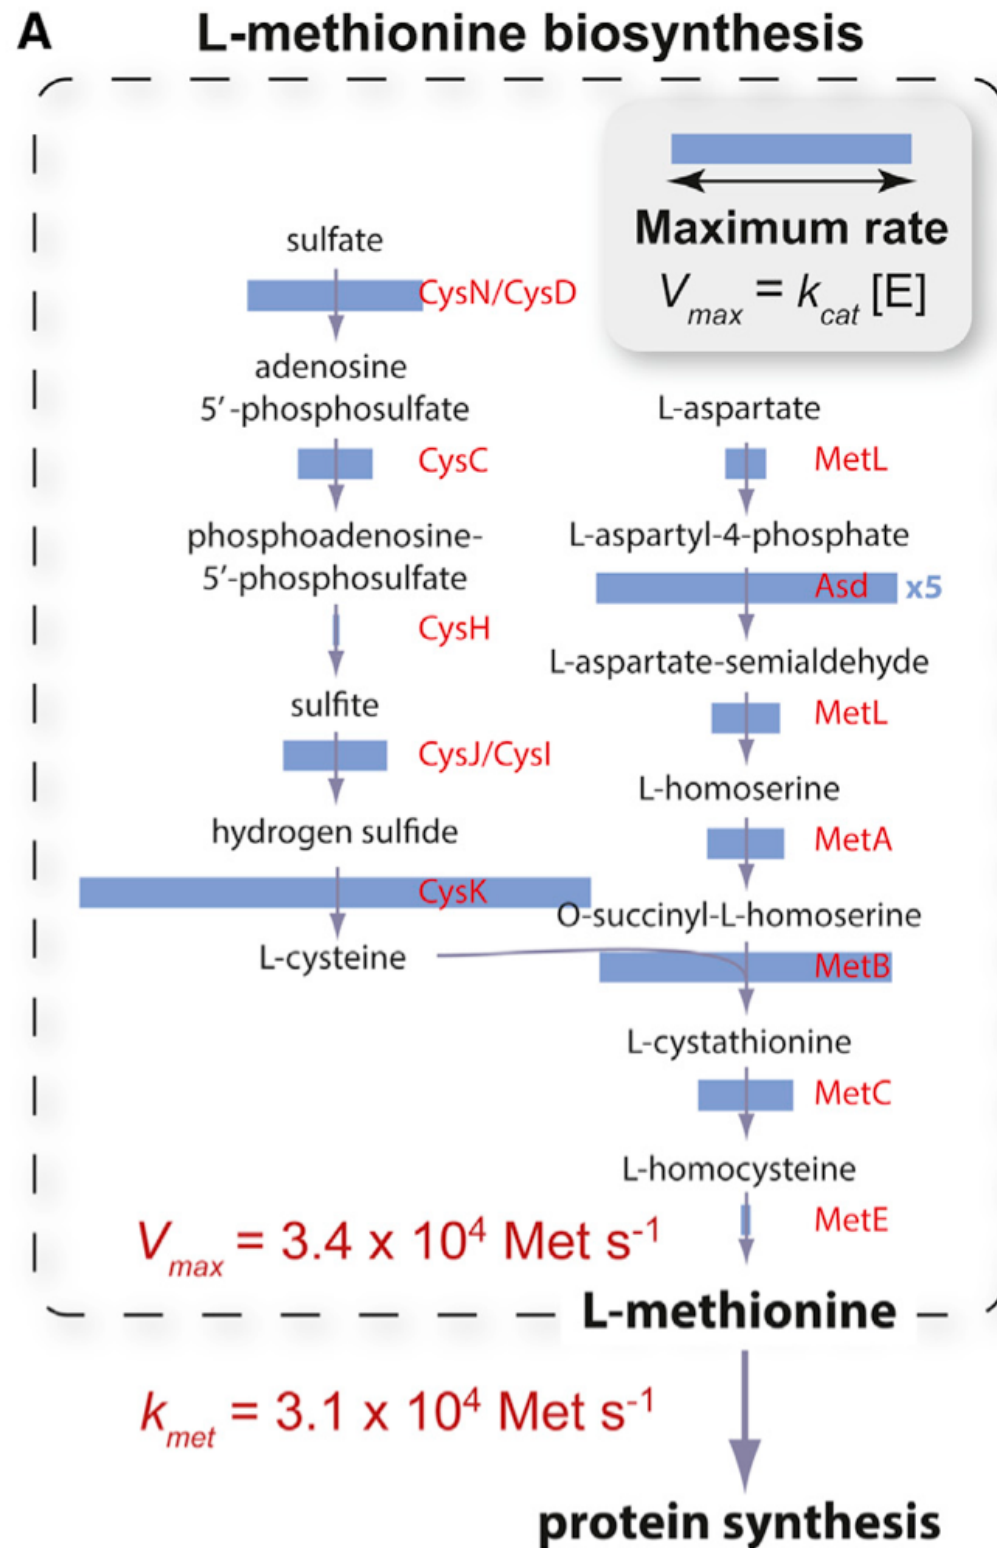 A
L-methionine biosynthesis
Maximum rate
Vmax = kcat [E]
sulfate
CysN/CysD
adenosine
5′-phosphosulfate
CysC
phosphoadenosine-
5′-phosphosulfate
CysH
sulfite
CysJ/CysI
hydrogen sulfide
CysK
L-cysteine
L-aspartate
MetL
L-aspartyl-4-phosphate
Asd x5
L-aspartate-semialdehyde
MetL
L-homoserine
MetA
O-succinyl-L-homoserine
MetB
L-cystathionine
MetC
L-homocysteine
MetE
Vmax = 3.4 x 10⁴ Met s⁻¹
L-methionine
kmet = 3.1 x 10⁴ Met s⁻¹
protein synthesis